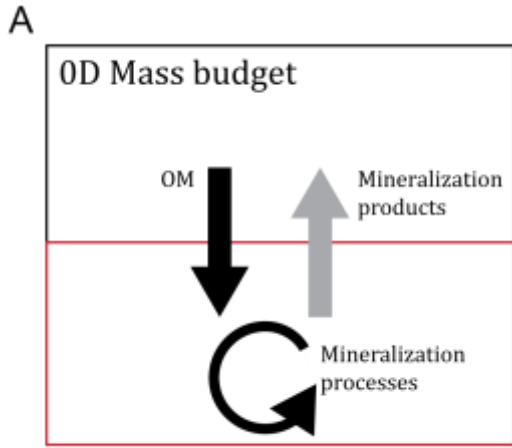 A
0D Mass budget
OM
Mineralization
products
Mineralization
processes